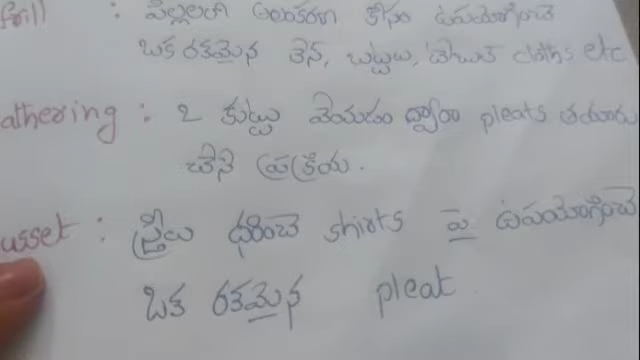 frill : పిల్లలకి అలంకరణ కోసం ఉపయోగించే
ఒక రకమైన లేస్, బట్టలు, టేబుల్ cloths etc
athering : 2 కుట్టు వేయడం ద్వారా pleats తయారు
చేసే ప్రక్రియ.
usset : స్త్రీలు ధరించే shirts పై ఉపయోగించే
ఒక రకమైన pleat.